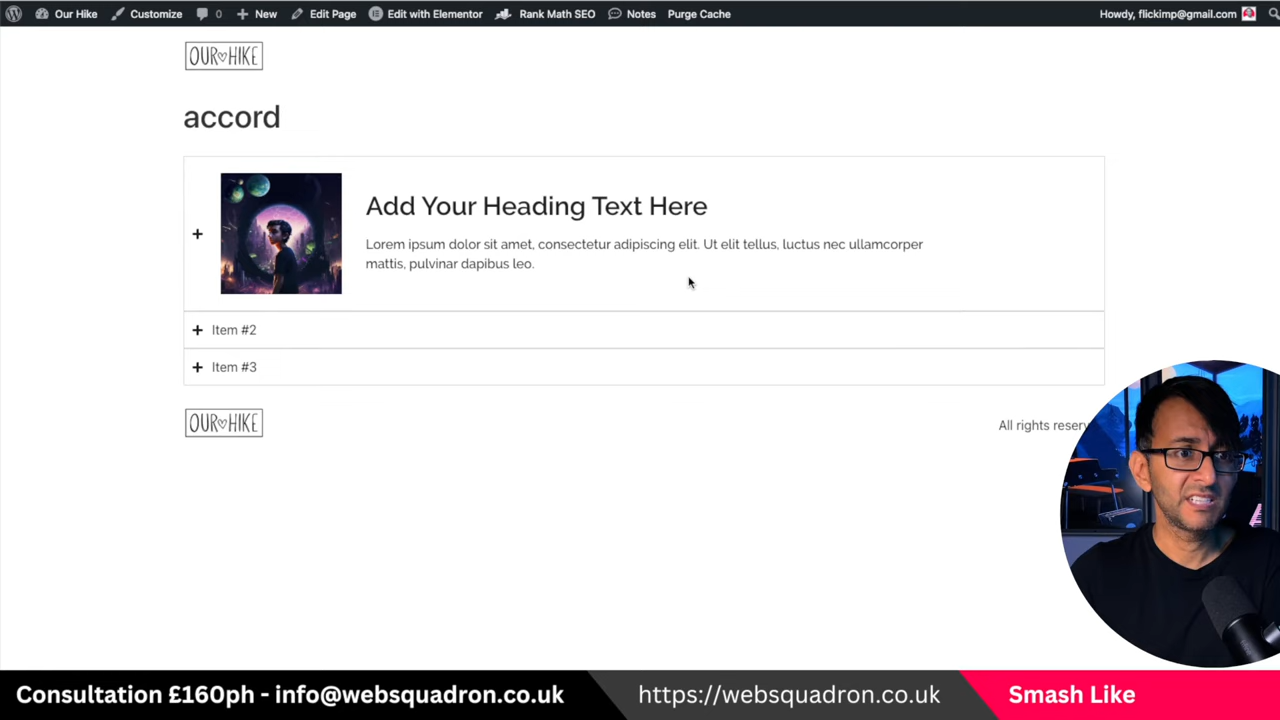 Our Hike Customize 0 New Edit Page Edit with Elementor Rank Math SEO Notes Purge Cache Howdy, flickimp@gmail.com
OUR HIKE
accord
Add Your Heading Text Here
Lorem ipsum dolor sit amet, consectetur adipiscing elit. Ut elit tellus, luctus nec ullamcorper
mattis, pulvinar dapibus leo.
+ Item #2
+ Item #3
OUR HIKE
All rights reserv
Consultation £160ph - info@websquadron.co.uk https://websquadron.co.uk Smash Like